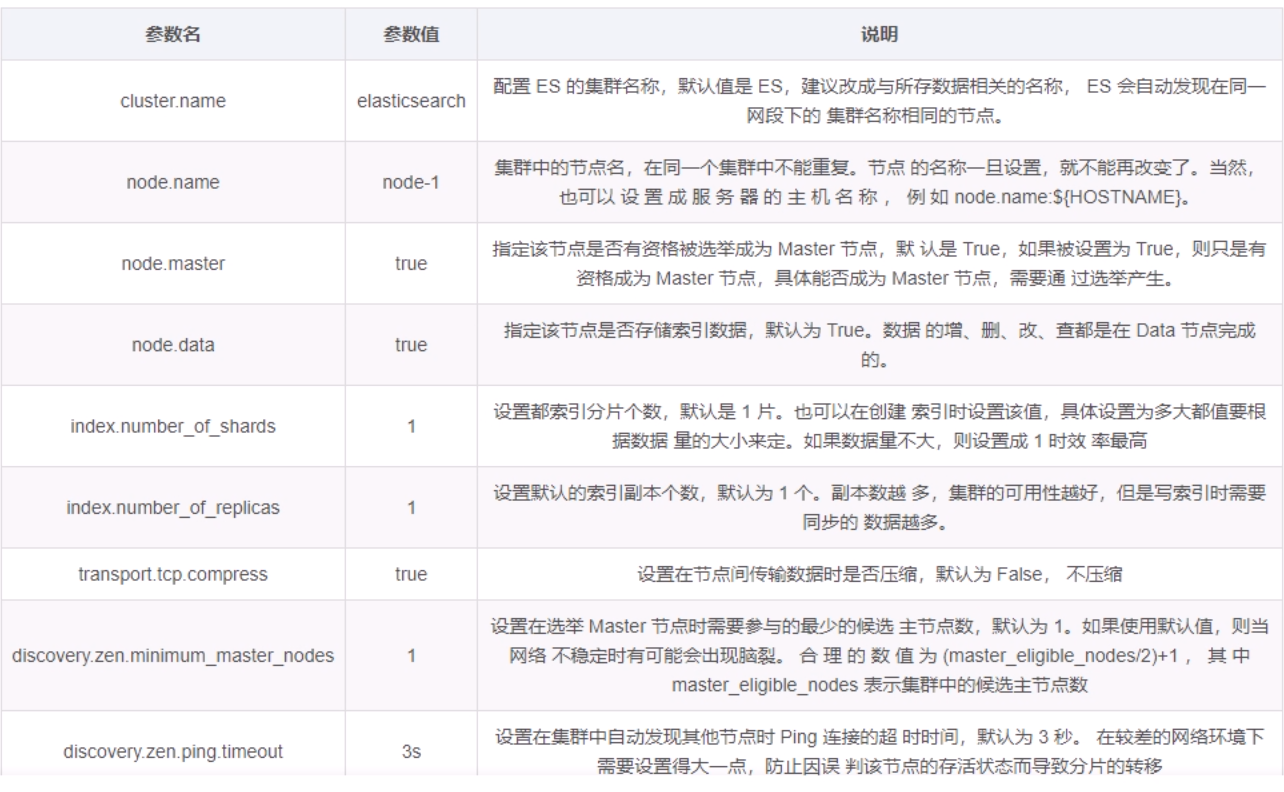 参数名 参数值 说明
cluster.name elasticsearch 配置 ES 的集群名称，默认值是 ES，建议改成与所存数据相关的名称， ES 会自动发现在同一
网段下的 集群名称相同的节点。
node.name node-1 集群中的节点名，在同一个集群中不能重复。节点 的名称一旦设置，就不能再改变了。当然，
也可以 设 置 成 服 务 器 的 主 机 名 称 ， 例 如 node.name:${HOSTNAME}。
node.master true 指定该节点是否有资格被选举成为 Master 节点，默 认是 True，如果被设置为 True，则只是有
资格成为 Master 节点，具体能否成为 Master 节点，需要通 过选举产生。
node.data true 指定该节点是否存储索引数据，默认为 True。数据 的增、删、改、查都是在 Data 节点完成
的。
index.number_of_shards 1 设置都索引分片个数，默认是 1 片。也可以在创建 索引时设置该值，具体设置为多大都值要根
据数据 量的大小来定。如果数据量不大，则设置成 1 时效 率最高
index.number_of_replicas 1 设置默认的索引副本个数，默认为 1 个。副本数越 多，集群的可用性越好，但是写索引时需要
同步的 数据越多。
transport.tcp.compress true 设置在节点间传输数据时是否压缩，默认为 False， 不压缩
discovery.zen.minimum_master_nodes 1 设置在选举 Master 节点时需要参与的最少的候选 主节点数，默认为 1。如果使用默认值，则当
网络 不稳定时有可能会出现脑裂。 合 理 的 数 值 为 (master_eligible_nodes/2)+1 ， 其 中
master_eligible_nodes 表示集群中的候选主节点数
discovery.zen.ping.timeout 3s 设置在集群中自动发现其他节点时 Ping 连接的超 时时间，默认为 3 秒。 在较差的网络环境下
需要设置得大一点，防止因误 判该节点的存活状态而导致分片的转移